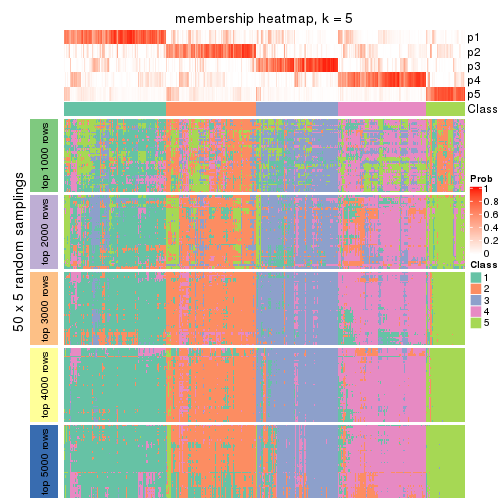 membership heatmap, k = 5
p1
p2
p3
p4
p5
Class
50 x 5 random samplings
top 1000 rows
top 2000 rows
top 3000 rows
top 4000 rows
top 5000 rows
Prob
1
0.8
0.6
0.4
0.2
0
Class
1
2
3
4
5